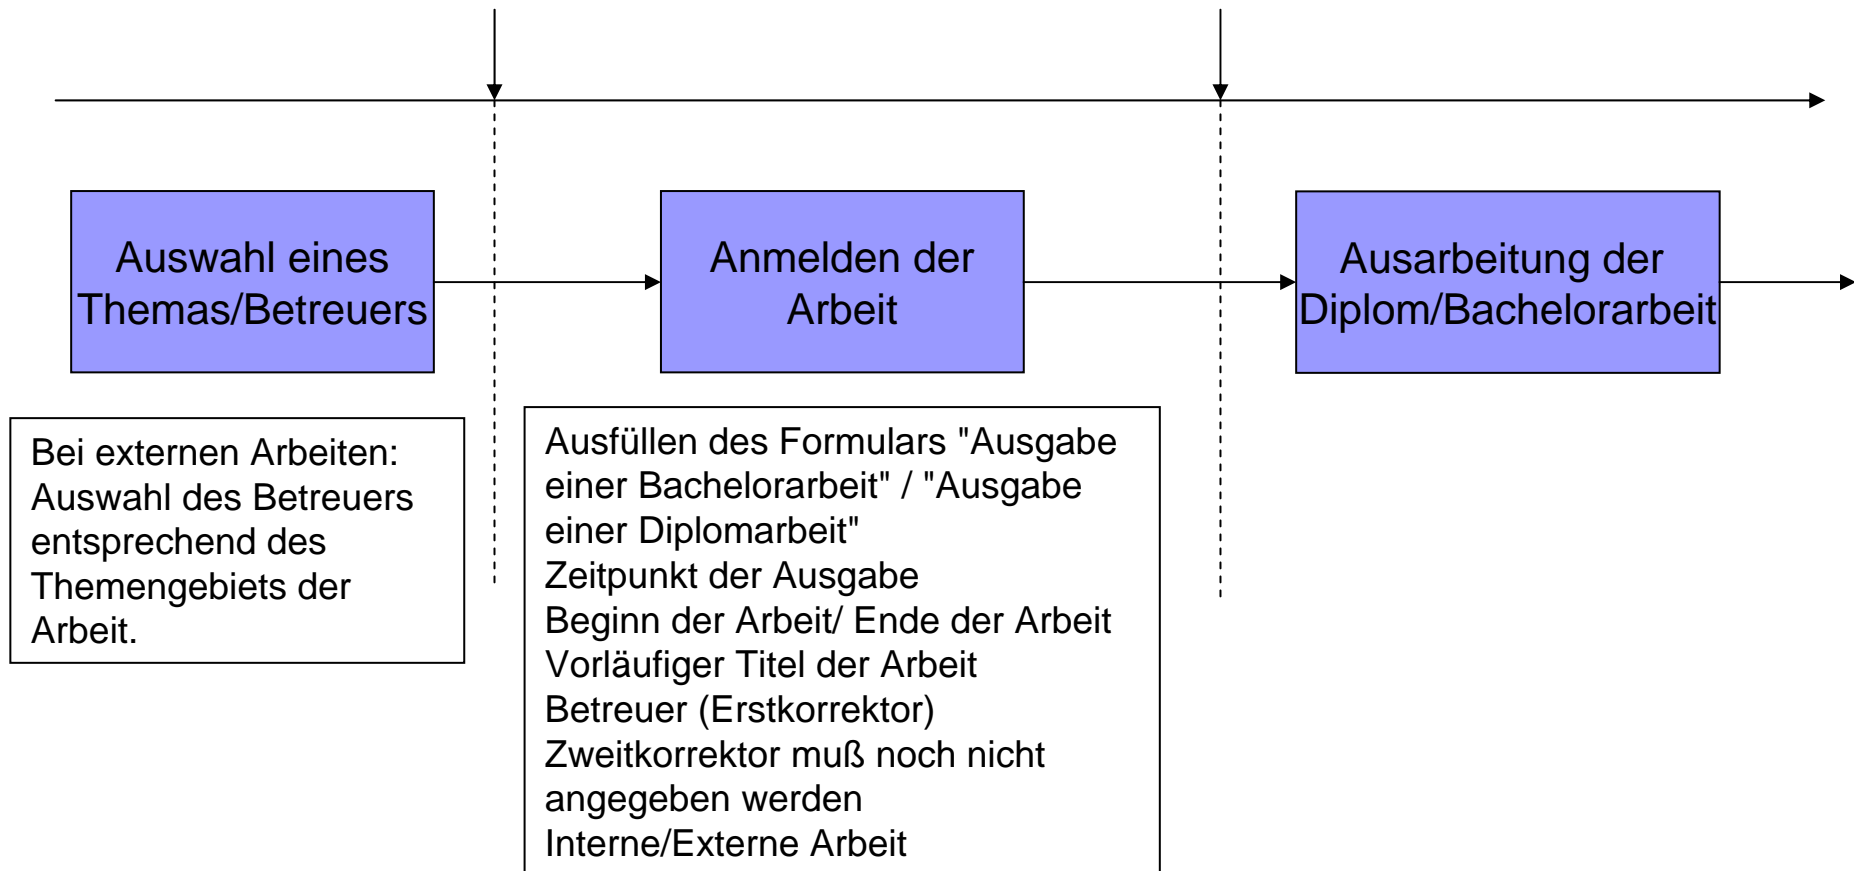 Auswahl eines
Themas/Betreuers
Anmelden der
Arbeit
Ausarbeitung der
Diplom/Bachelorarbeit
Bei externen Arbeiten:
Auswahl des Betreuers
entsprechend des
Themengebiets der
Arbeit.
Ausfüllen des Formulars "Ausgabe
einer Bachelorarbeit" / "Ausgabe
einer Diplomarbeit"
Zeitpunkt der Ausgabe
Beginn der Arbeit/ Ende der Arbeit
Vorläufiger Titel der Arbeit
Betreuer (Erstkorrektor)
Zweitkorrektor muß noch nicht
angegeben werden
Interne/Externe Arbeit